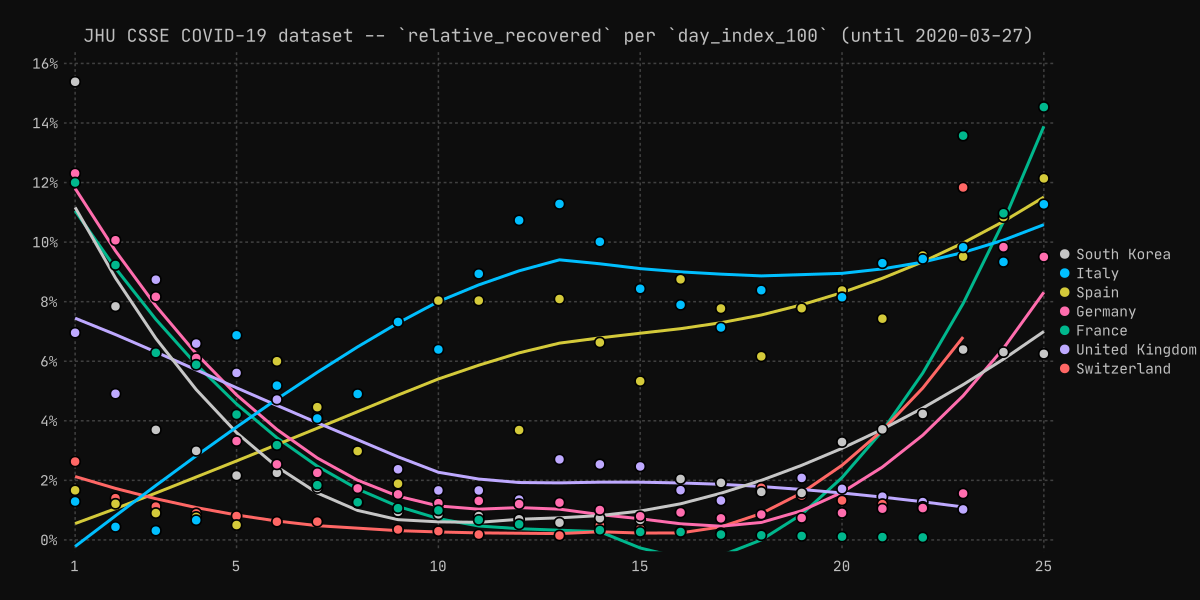 JHU CSSE COVID-19 dataset -- `relative_recovered` per `day_index_100` (until 2020-03-27)
16%
14%
12%
10%
8%
6%
4%
2%
0%
1 5 10 15 20 25
South Korea
Italy
Spain
Germany
France
United Kingdom
Switzerland